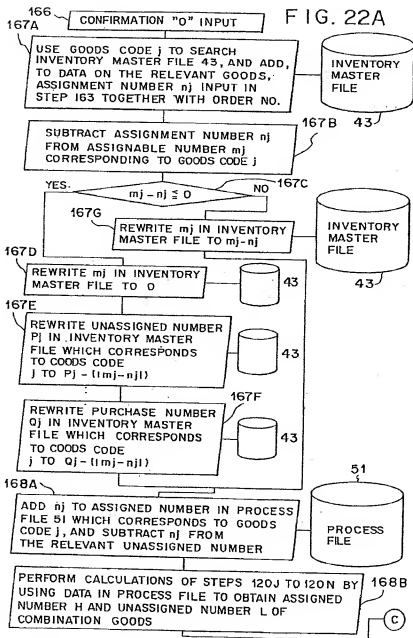 FIG. 22A
166
CONFIRMATION "O" INPUT
167A
USE GOODS CODE j TO SEARCH
INVENTORY MASTER FILE 43, AND ADD,
TO DATA ON THE RELEVANT GOODS,
ASSIGNMENT NUMBER nj INPUT IN
STEP 163 TOGETHER WITH ORDER NO.
INVENTORY
MASTER
FILE
43
SUBTRACT ASSIGNMENT NUMBER nj
FROM ASSIGNABLE NUMBER mj
CORRESPONDING TO GOODS CODE j
167B
YES
mj-nj ≦ 0
NO
167C
167G
REWRITE mj IN INVENTORY
MASTER FILE TO mj-nj
INVENTORY
MASTER
FILE
43
167D
REWRITE mj IN INVENTORY
MASTER FILE TO 0
43
167E
REWRITE UNASSIGNED NUMBER
Pj IN INVENTORY MASTER
FILE WHICH CORRESPONDS
TO COODS CODE
j TO Pj-(|mj-nj|)
43
167F
REWRITE PURCHASE NUMBER
Qj IN INVENTORY MASTER
FILE WHICH CORRESPONDS
TO COODS CODE
j TO Qj-(|mj-nj|)
43
168A
ADD nj TO ASSIGNED NUMBER IN PROCESS
FILE 51 WHICH CORRESPONDS TO GOODS
CODE j, AND SUBTRACT nj FROM
THE RELEVANT UNASSIGNED NUMBER
51
PROCESS
FILE
PERFORM CALCULATIONS OF STEPS 120J TO 120N BY
USING DATA IN PROCESS FILE TO OBTAIN ASSIGNED
NUMBER H AND UNASSIGNED NUMBER L OF
COMBINATION GOODS
168B
C